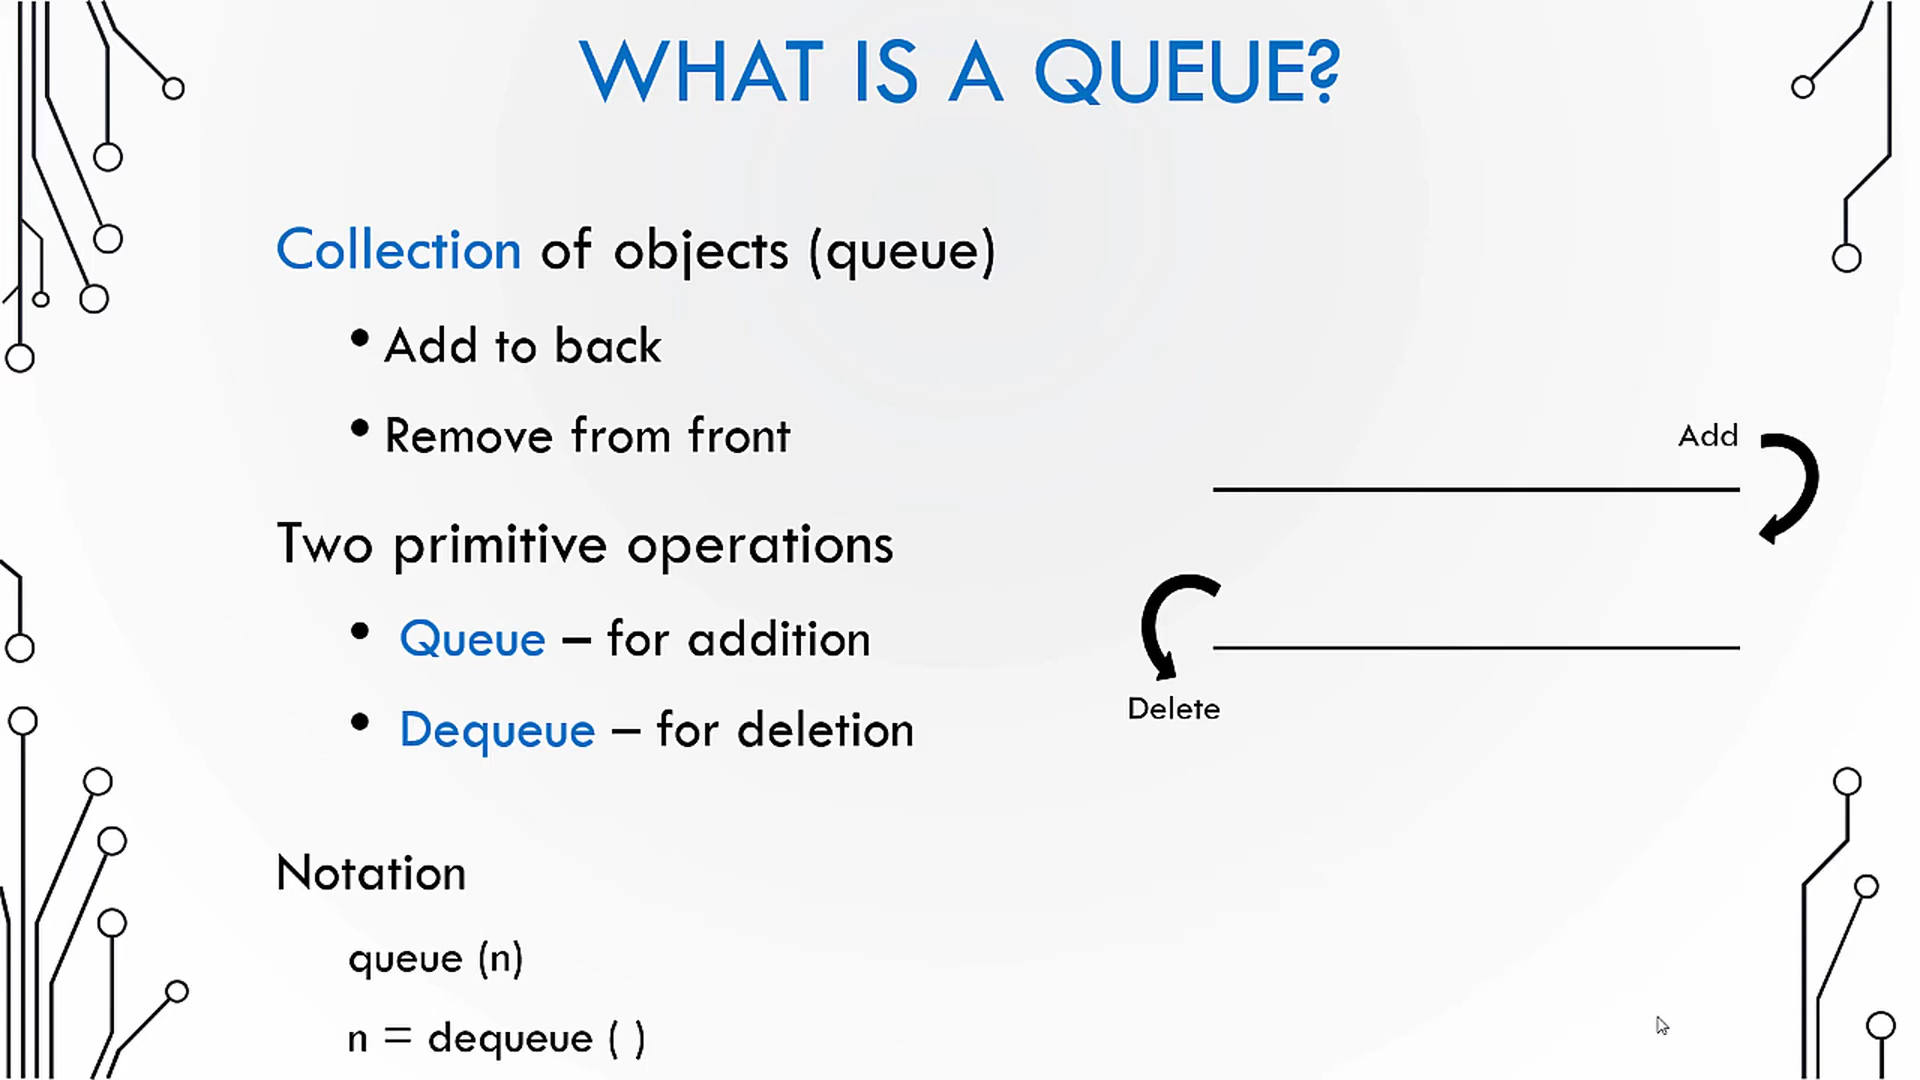 WHAT IS A QUEUE?
Collection of objects (queue)
• Add to back
• Remove from front
Two primitive operations
• Queue – for addition
• Dequeue – for deletion
Notation
queue (n)
n = dequeue ( )
Add
Delete